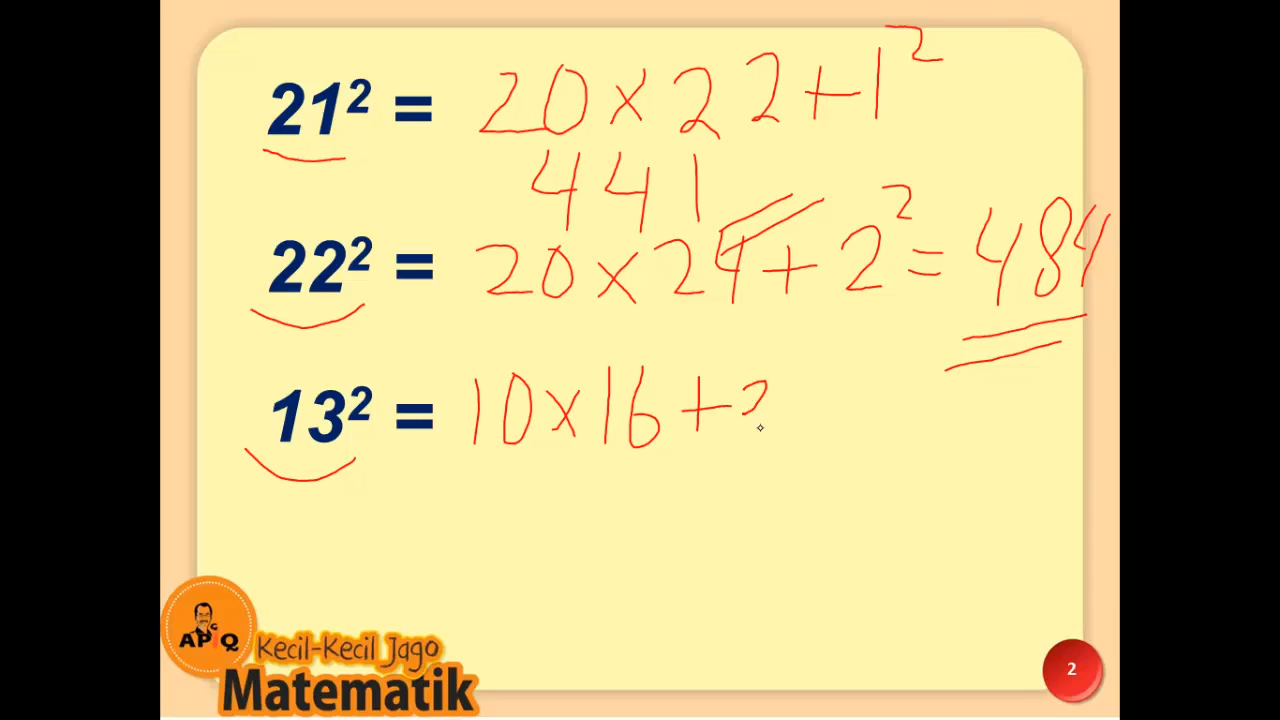 21² = 20 × 22 + 1²
441
22² = 20 × 24 + 2² = 484
13² = 10 × 16 +
APiQ
Kecil-Kecil Jago
Matematik
2